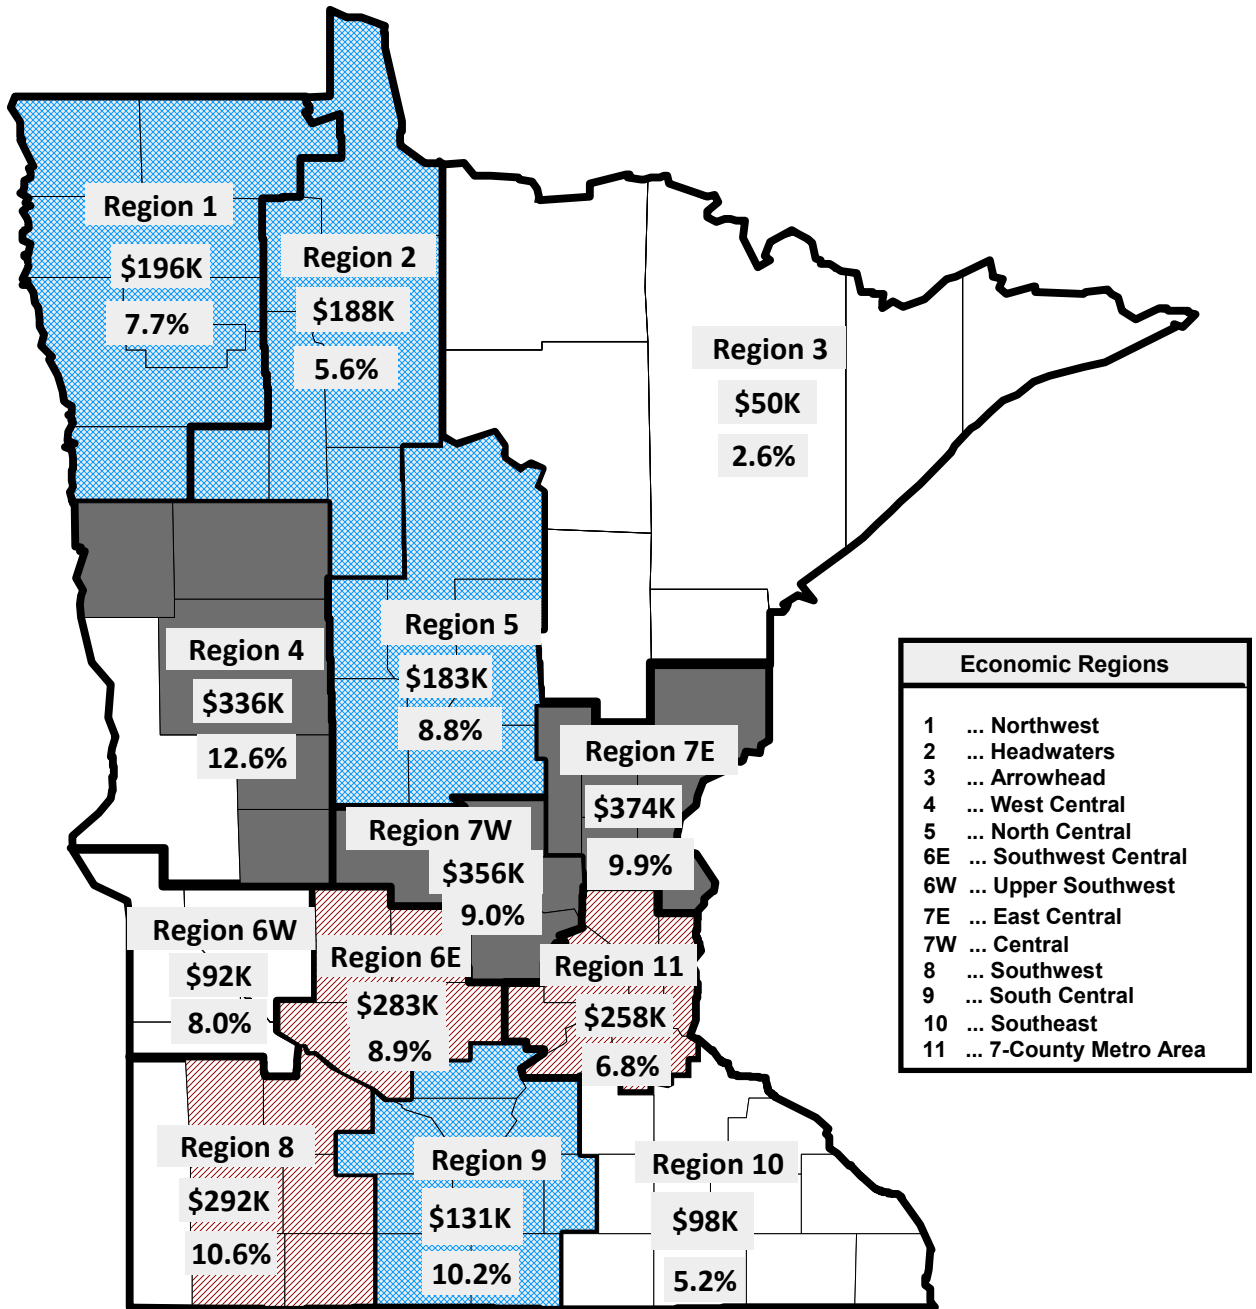 Region 1
$196K
7.7%
Region 2
$188K
5.6%
Region 3
$50K
2.6%
Region 4
$336K
12.6%
Region 5
$183K
8.8%
Region 7E
$374K
9.9%
Region 7W
$356K
9.0%
Region 6W
$92K
8.0%
Region 6E
$283K
8.9%
Region 11
$258K
6.8%
Region 8
$292K
10.6%
Region 9
$131K
10.2%
Region 10
$98K
5.2%
Economic Regions
1 ... Northwest
2 ... Headwaters
3 ... Arrowhead
4 ... West Central
5 ... North Central
6E ... Southwest Central
6W ... Upper Southwest
7E ... East Central
7W ... Central
8 ... Southwest
9 ... South Central
10 ... Southeast
11 ... 7-County Metro Area